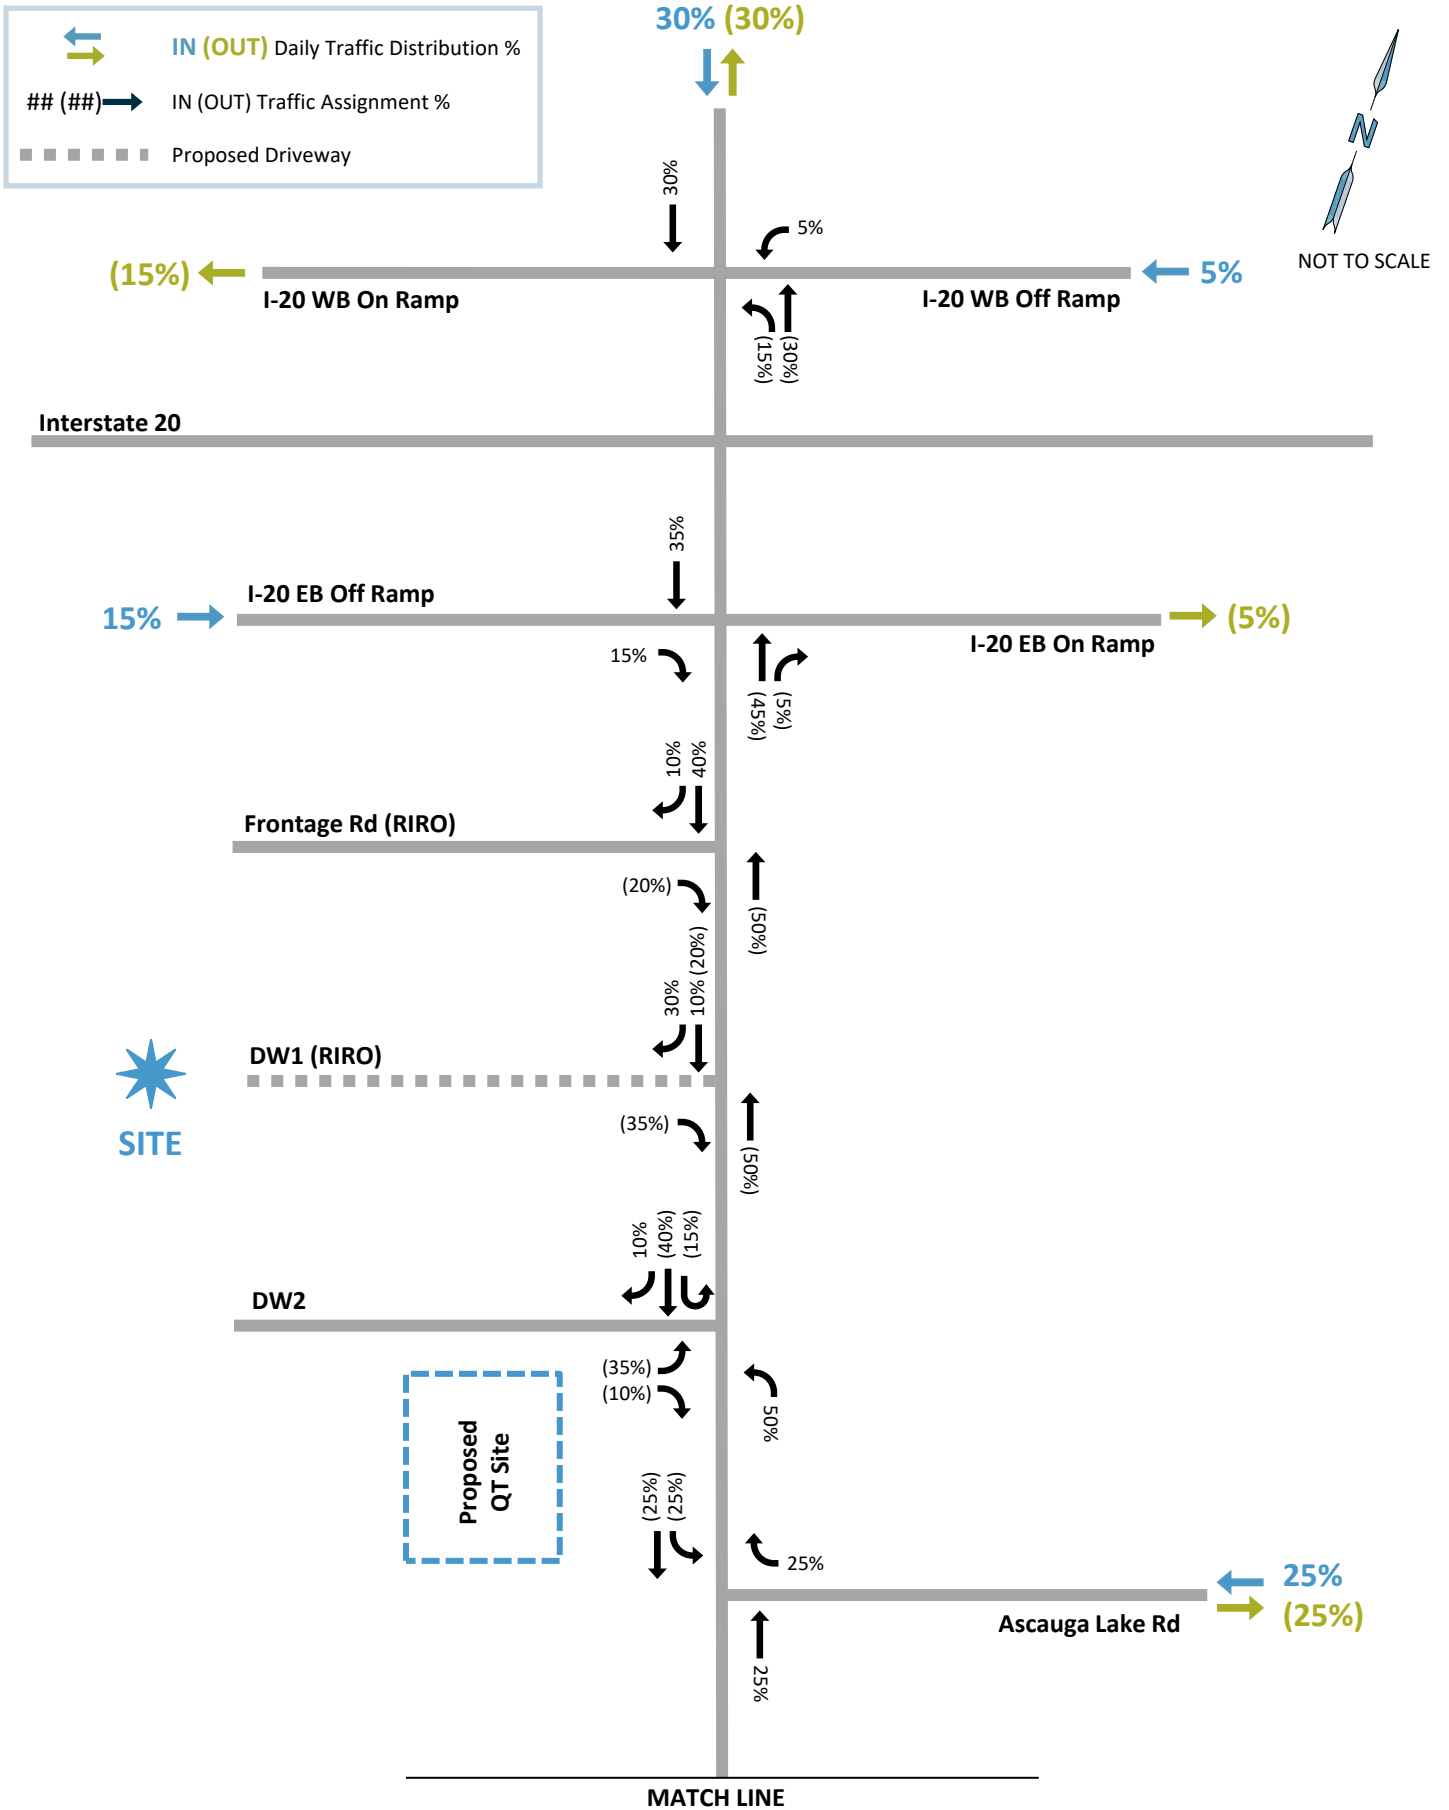 30% (30%)
IN (OUT) Daily Traffic Distribution %
## (##) IN (OUT) Traffic Assignment %
Proposed Driveway
N
NOT TO SCALE
30%
5%
(15%)
5%
I-20 WB On Ramp
I-20 WB Off Ramp
(15%)
(30%)
Interstate 20
35%
I-20 EB Off Ramp
15%
(5%)
I-20 EB On Ramp
15%
(45%)
(5%)
10%
40%
Frontage Rd (RIRO)
(20%)
(50%)
30%
10% (20%)
DW1 (RIRO)
SITE
(35%)
(50%)
10%
(40%)
(15%)
DW2
(35%)
(10%)
50%
Proposed
QT Site
(25%)
(25%)
25%
25%
(25%)
Ascauga Lake Rd
25%
MATCH LINE